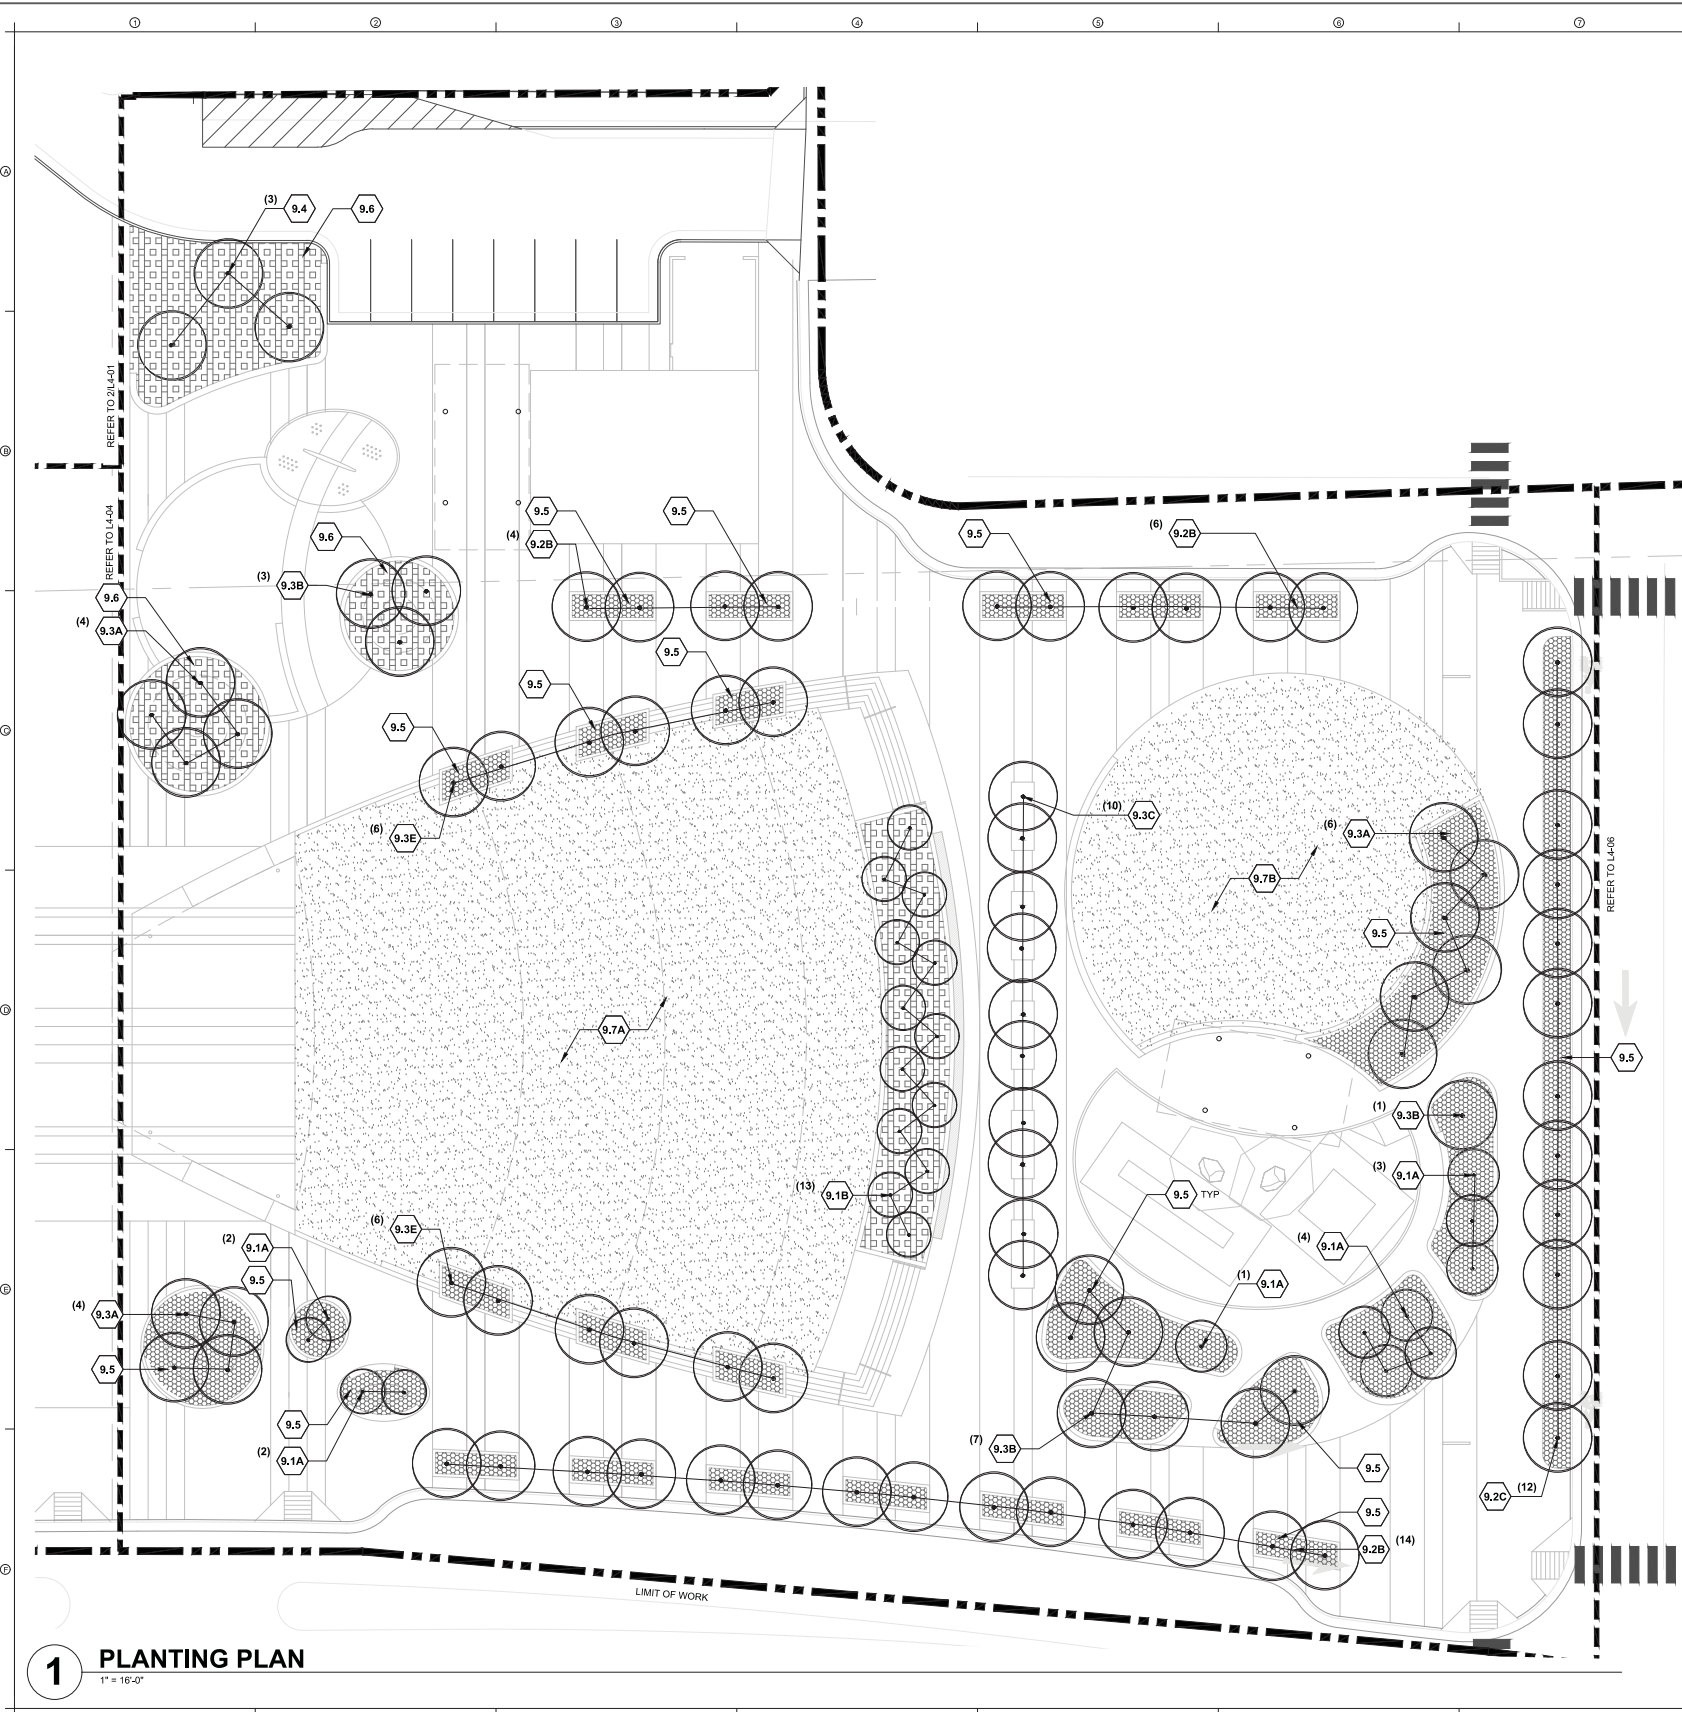 1 2 3 4 5 6 7
A
(3) 9.4 9.6
REFER TO 2/L4-01
B
REFER TO L4-04
9.5 9.5
9.6 (4) 9.2B 9.5 (6) 9.2B
(3) 9.3B
9.6
(4) 9.3A
9.5
9.5
9.5
C
(6) 9.3E
(10) 9.3C
(6) 9.3A
9.7B
REFER TO L4-06
9.5
D
9.7A
9.5
(1) 9.3B
(3) 9.1A
(13) 9.1B
9.5 TYP
(6) 9.3E
(2) 9.1A
(4) 9.1A
9.5
(1) 9.1A
E
(4) 9.3A
9.5
9.5
(7) 9.3B
(2) 9.1A
9.5
9.2C (12)
9.5
9.2B (14)
F
LIMIT OF WORK
1 PLANTING PLAN
1" = 16'-0"